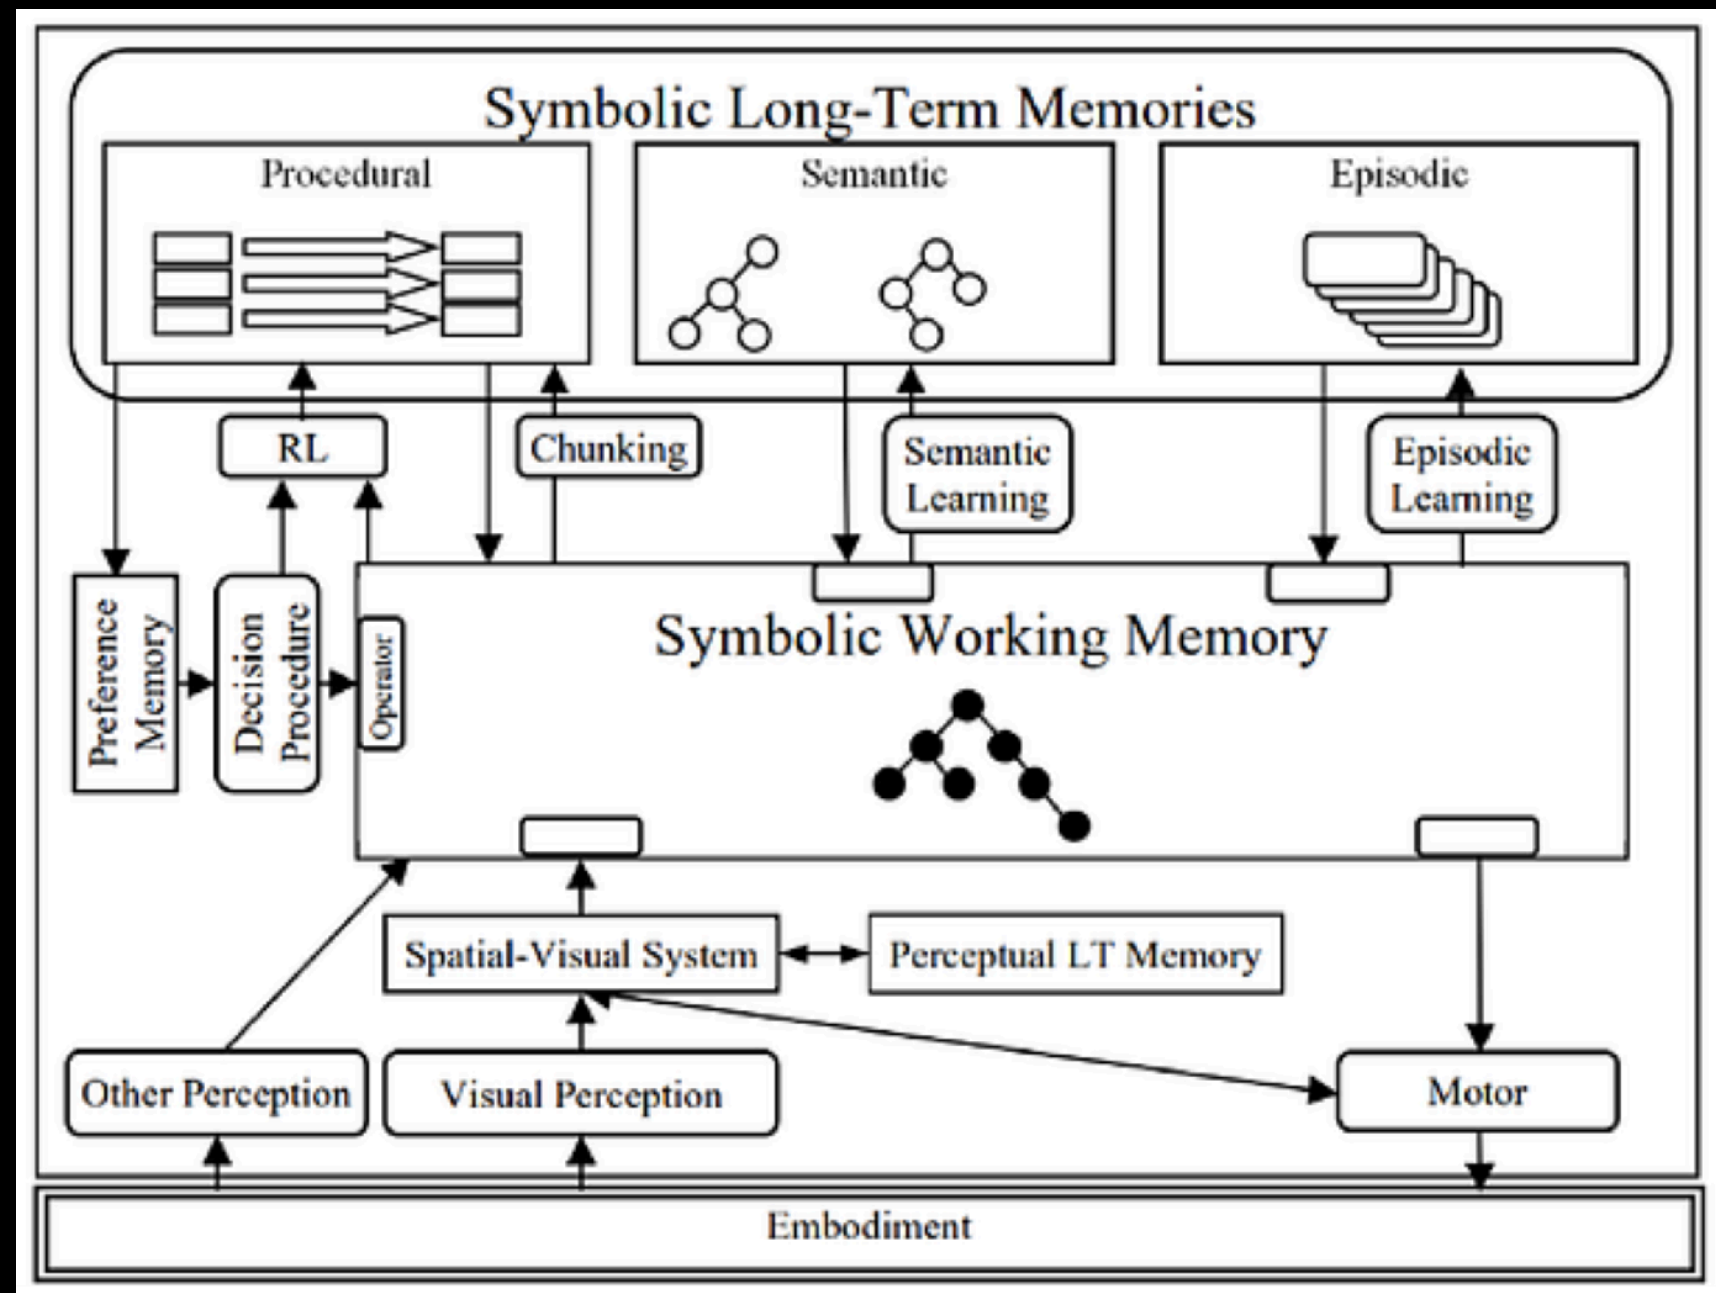 Symbolic Long-Term Memories
Procedural
Semantic
Episodic
RL
Chunking
Semantic
Learning
Episodic
Learning
Preference
Memory
Decision
Procedure
Operator
Symbolic Working Memory
Spatial-Visual System
Perceptual LT Memory
Other Perception
Visual Perception
Motor
Embodiment